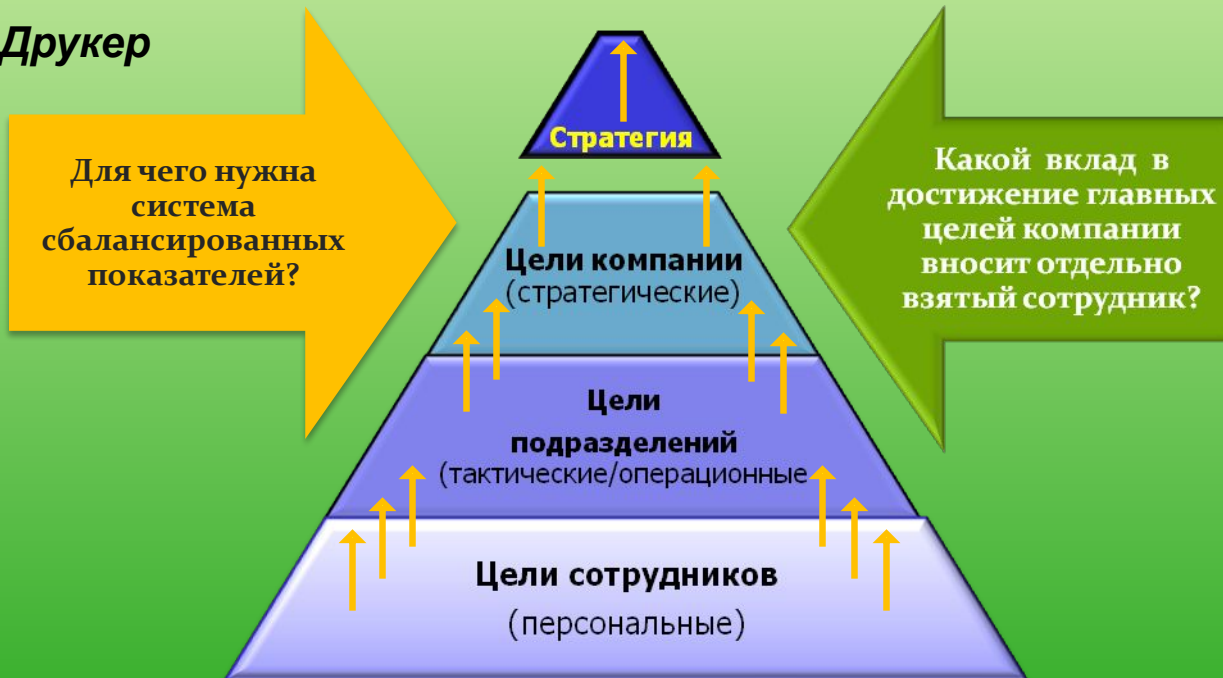 Друкер
Для чего нужна
система
сбалансированных
показателей?
Стратегия
Цели компании
(стратегические)
Цели
подразделений
(тактические/операционные
Цели сотрудников
(персональные)
Какой вклад в
достижение главных
целей компании
вносит отдельно
взятый сотрудник?